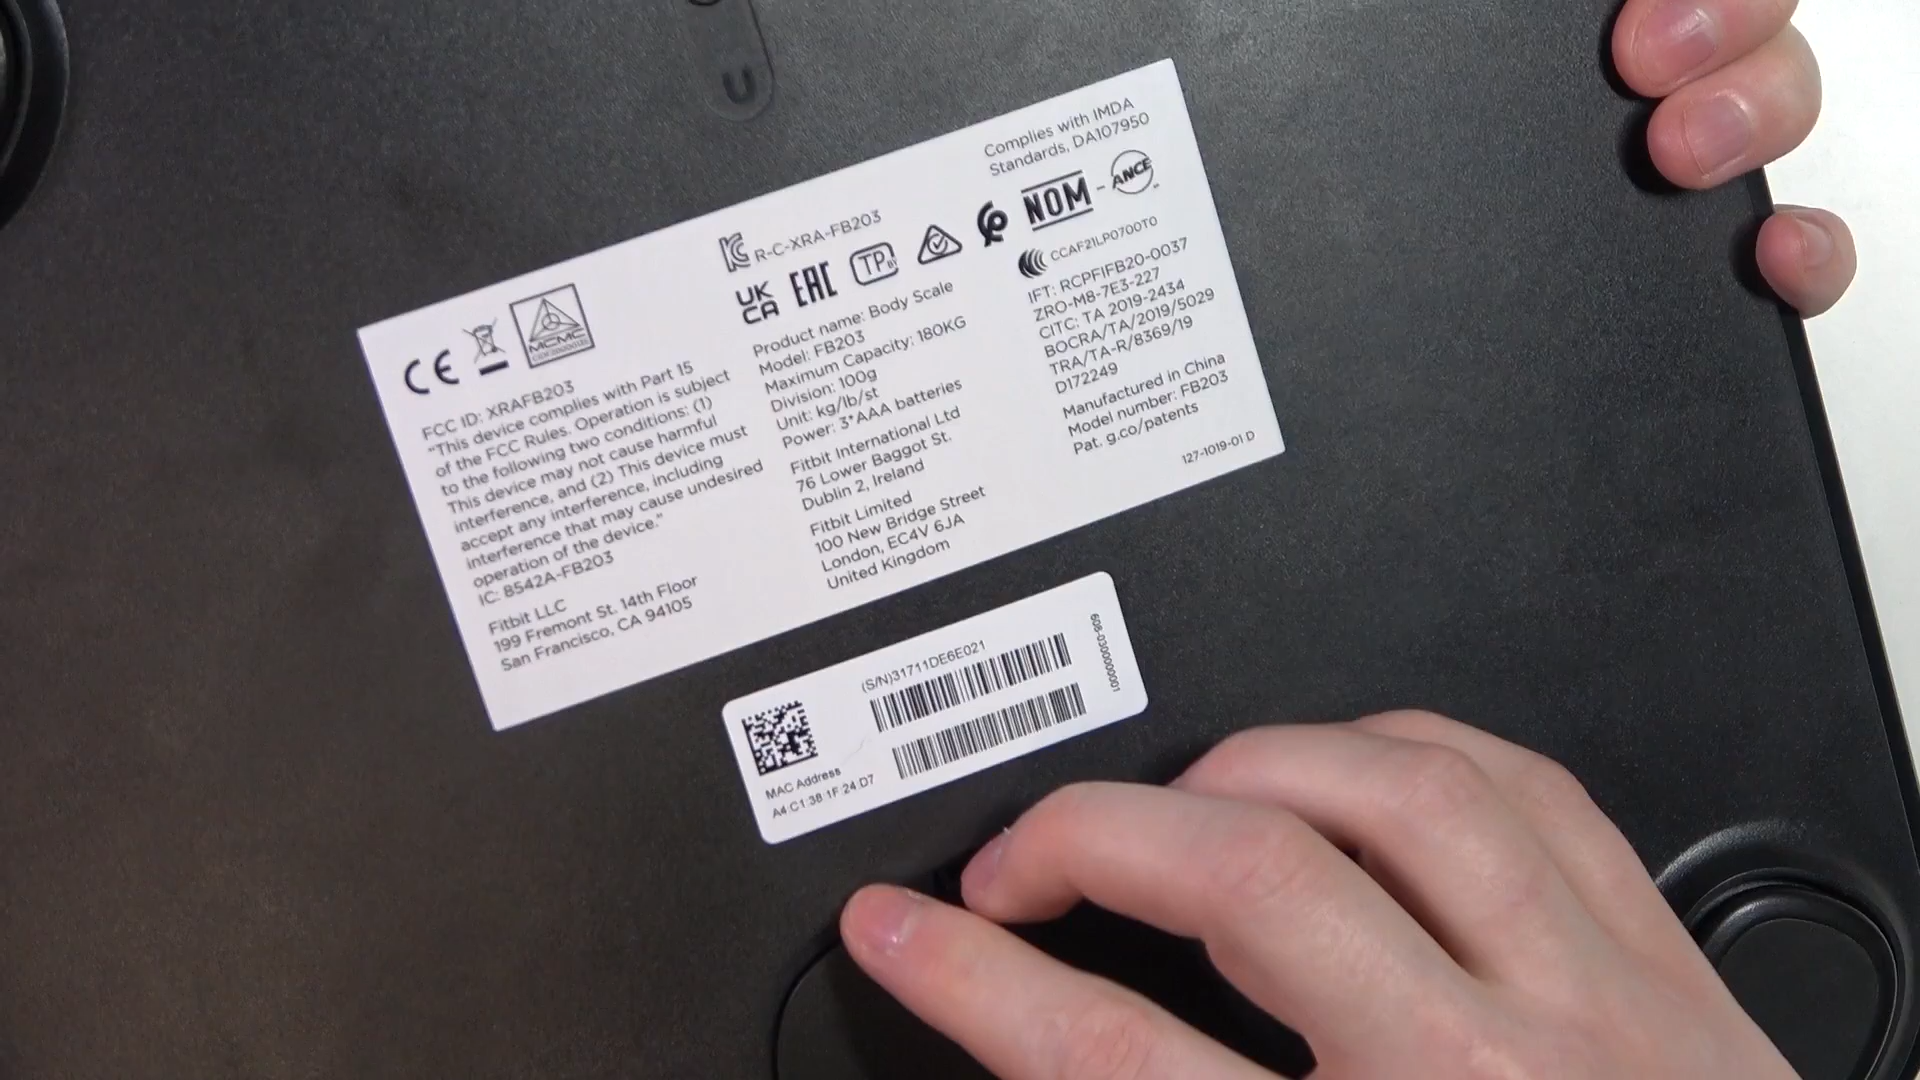 MCMC
FCC ID: XRAFB203
"This device complies with Part 15
of the FCC Rules. Operation is subject
to the following two conditions: (1)
This device may not cause harmful
interference, and (2) This device must
accept any interference, including
interference that may cause undesired
operation of the device."
IC: 8542A-FB203
Fitbit LLC
199 Fremont St. 14th Floor
San Francisco, CA 94105
R-C-XRA-FB203
UK
CA
EAC
TP
BY
Product name: Body Scale
Model: FB203
Maximum Capacity: 180KG
Division: 100g
Unit: kg/lb/st
Power: 3*AAA batteries
Fitbit International Ltd
76 Lower Baggot St.
Dublin 2, Ireland
Fitbit Limited
100 New Bridge Street
London, EC4V 6JA
United Kingdom
Complies with IMDA
Standards, DA107950
NOM - ANCE
CCAF21LP0700T0
IFT: RCPFIFB20-0037
ZRO-M8-7E3-227
CITC: TA 2019-2434
BOCRA/TA/2019/5029
TRA/TA-R/8369/19
D172249
Manufactured in China
Model number: FB203
Pat. g.co/patents
127-1019-01 D
(S/N)31711DE6E021
608-0300000001
MAC Address
A4:C1:38:1F:24:D7